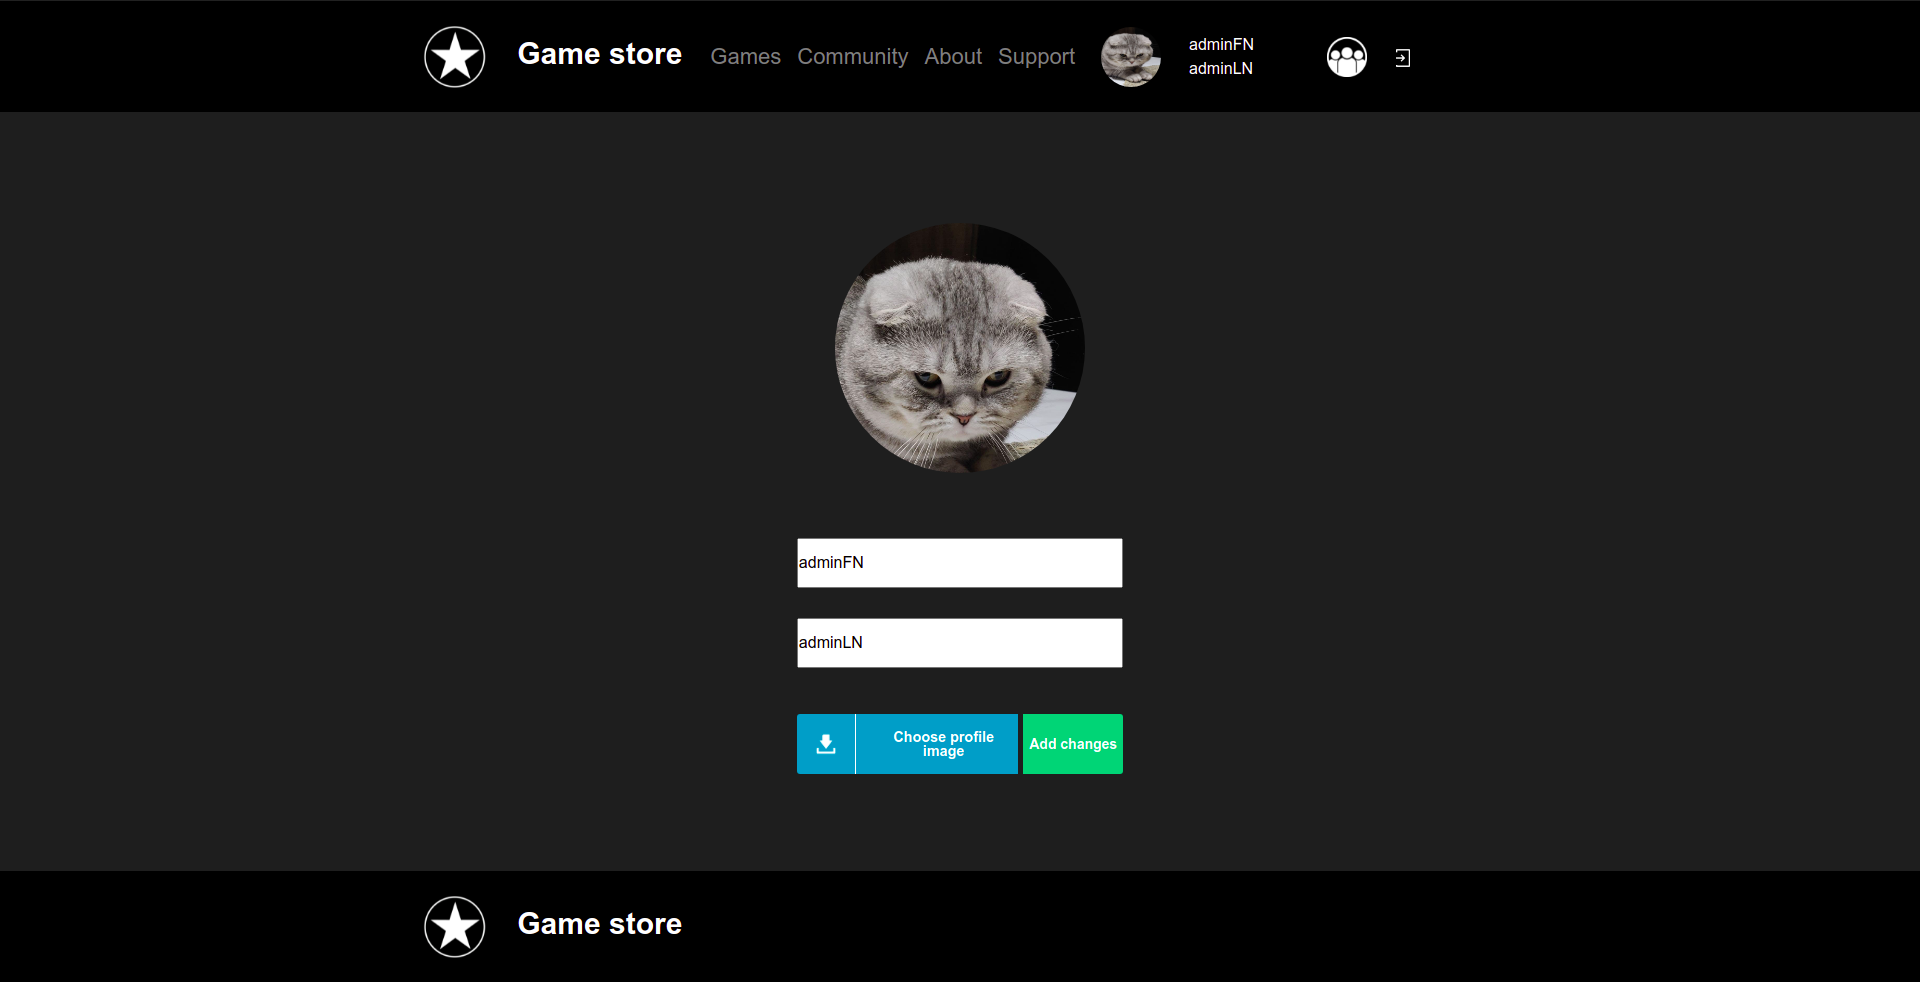 Game store
Games Community About Support
adminFN
adminLN
adminFN
adminLN
Choose profile
image
Add changes
Game store